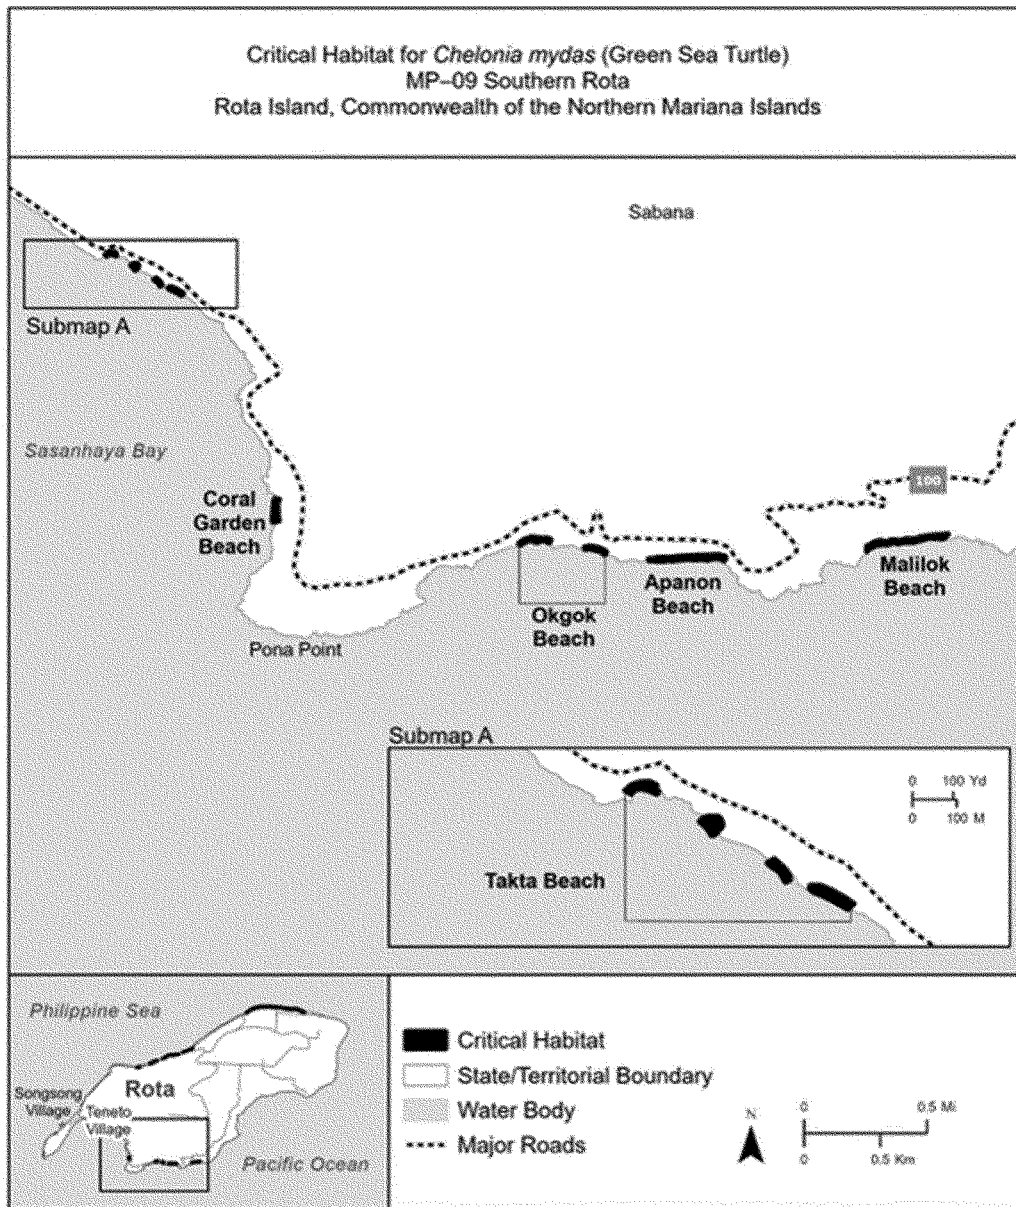 Critical Habitat for Chelonia mydas (Green Sea Turtle)
MP–09 Southern Rota
Rota Island, Commonwealth of the Northern Mariana Islands
Sabana
Submap A
Sasanhaya Bay
100
Coral
Garden
Beach
Malilok
Beach
Apanon
Beach
Okgok
Beach
Pona Point
Submap A
0 100 Yd
0 100 M
Takta Beach
Philippine Sea
Rota
Songsong
Village
Teneto
Village
Pacific Ocean
Critical Habitat
State/Territorial Boundary
Water Body
Major Roads
N
0 0.5 Mi
0 0.5 Km